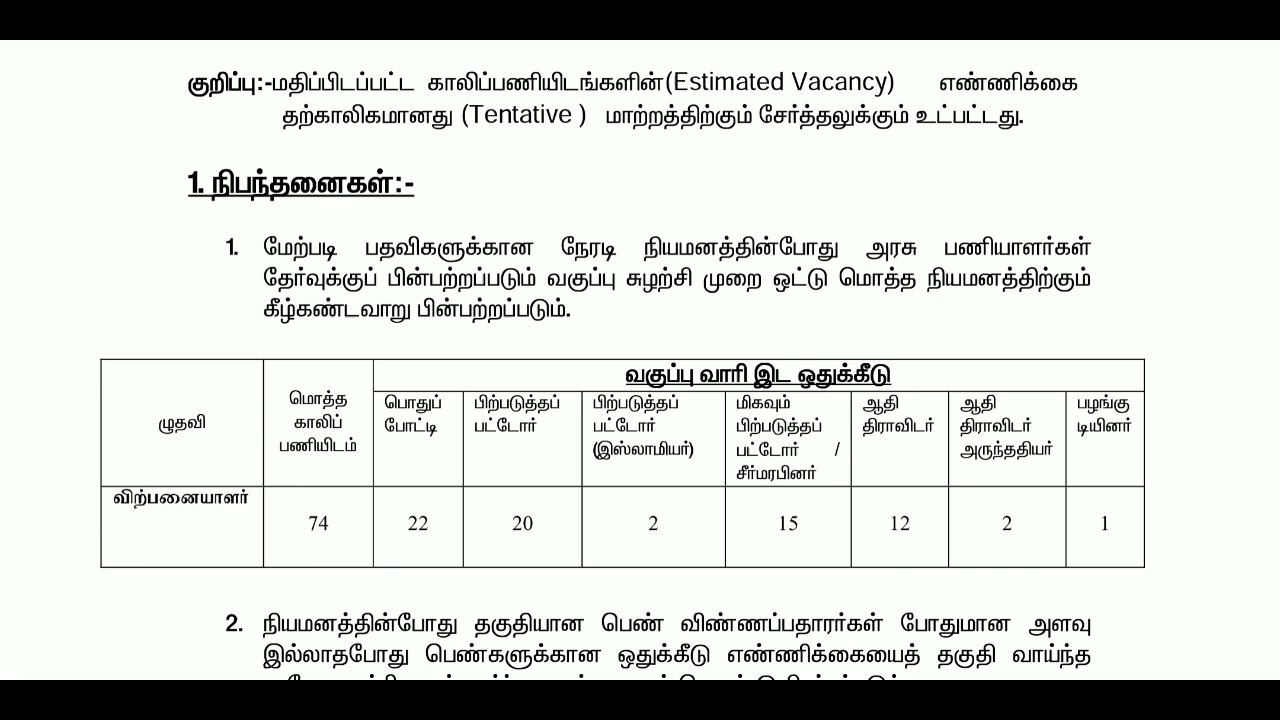 குறிப்பு:-மதிப்பிடப்பட்ட காலிப்பணியிடங்களின்(Estimated Vacancy) எண்ணிக்கை
தற்காலிகமானது (Tentative ) மாற்றத்திற்கும் சேர்த்தலுக்கும் உட்பட்டது.
1. நிபந்தனைகள்:-
1. மேற்படி பதவிகளுக்கான நேரடி நியமனத்தின்போது அரசு பணியாளர்கள்
தேர்வுக்குப் பின்பற்றப்படும் வகுப்பு சுழற்சி முறை ஒட்டு மொத்த நியமனத்திற்கும்
கீழ்கண்டவாறு பின்பற்றப்படும்.
ழுதவி
மொத்த
காலிப்
பணியிடம்
வகுப்பு வாரி இட ஒதுக்கீடு
பொதுப்
போட்டி
பிற்படுத்தப்
பட்டோர்
பிற்படுத்தப்
பட்டோர்
(இஸ்லாமியர்)
மிகவும்
பிற்படுத்தப்
பட்டோர் /
சீர்மரபினர்
ஆதி
திராவிடர்
ஆதி
திராவிடர்
அருந்ததியர்
பழங்கு
டியினர்
விற்பனையாளர்
74 22 20 2 15 12 2 1
2. நியமனத்தின்போது தகுதியான பெண் விண்ணப்பதாரர்கள் போதுமான அளவு
இல்லாதபோது பெண்களுக்கான ஒதுக்கீடு எண்ணிக்கையைத் தகுதி வாய்ந்த